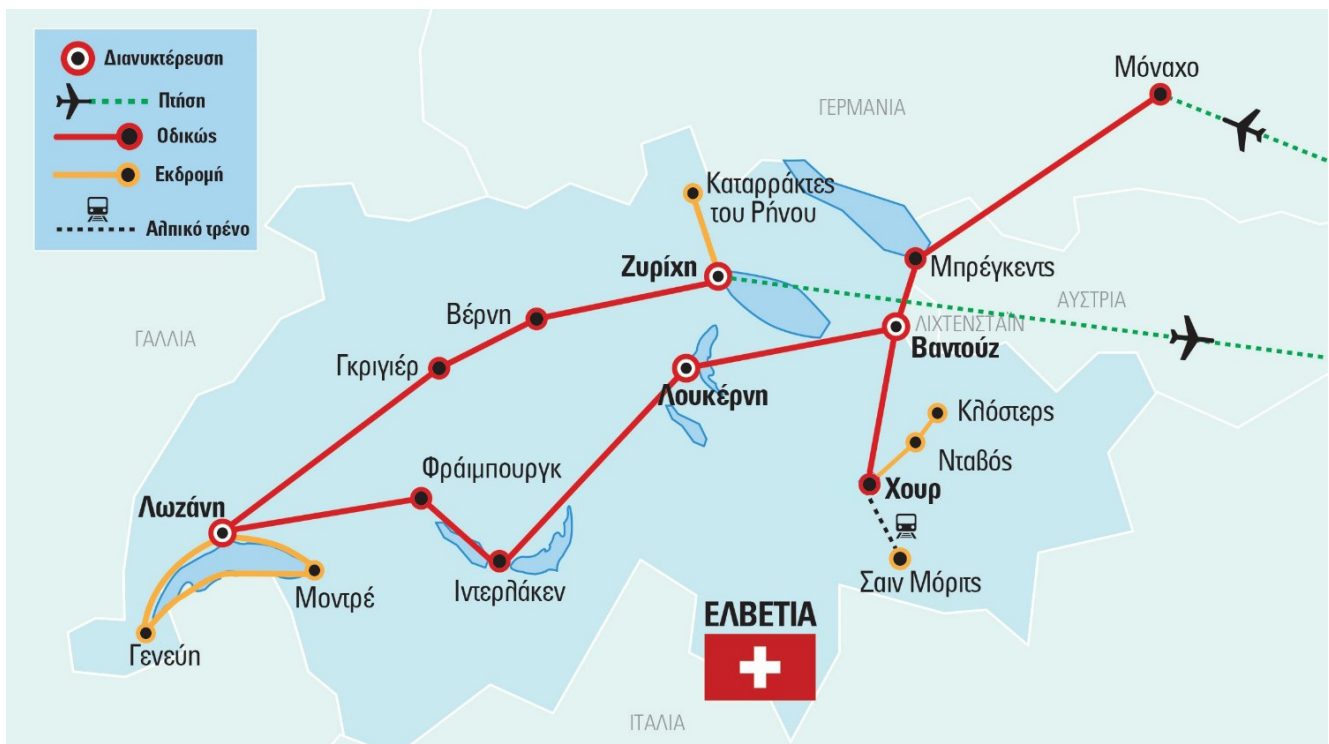 Διανυκτέρευση
Πτήση
Οδικώς
Εκδρομή
Αλπικό τρένο
Μόναχο
ΓΕΡΜΑΝΙΑ
Καταρράκτες
του Ρήνου
Ζυρίχη
Μπρέγκεντς
ΑΥΣΤΡΙΑ
Βέρνη
ΛΙΧΤΕΝΣΤΑΪΝ
ΓΑΛΛΙΑ
Βαντούζ
Γκριγιέρ
Λουκέρνη
Κλόστερς
Νταβός
Φράιμπουργκ
Χουρ
Λωζάνη
Σαιν Μόριτς
Ιντερλάκεν
Μοντρέ
ΕΛΒΕΤΙΑ
Γενεύη
ΙΤΑΛΙΑ